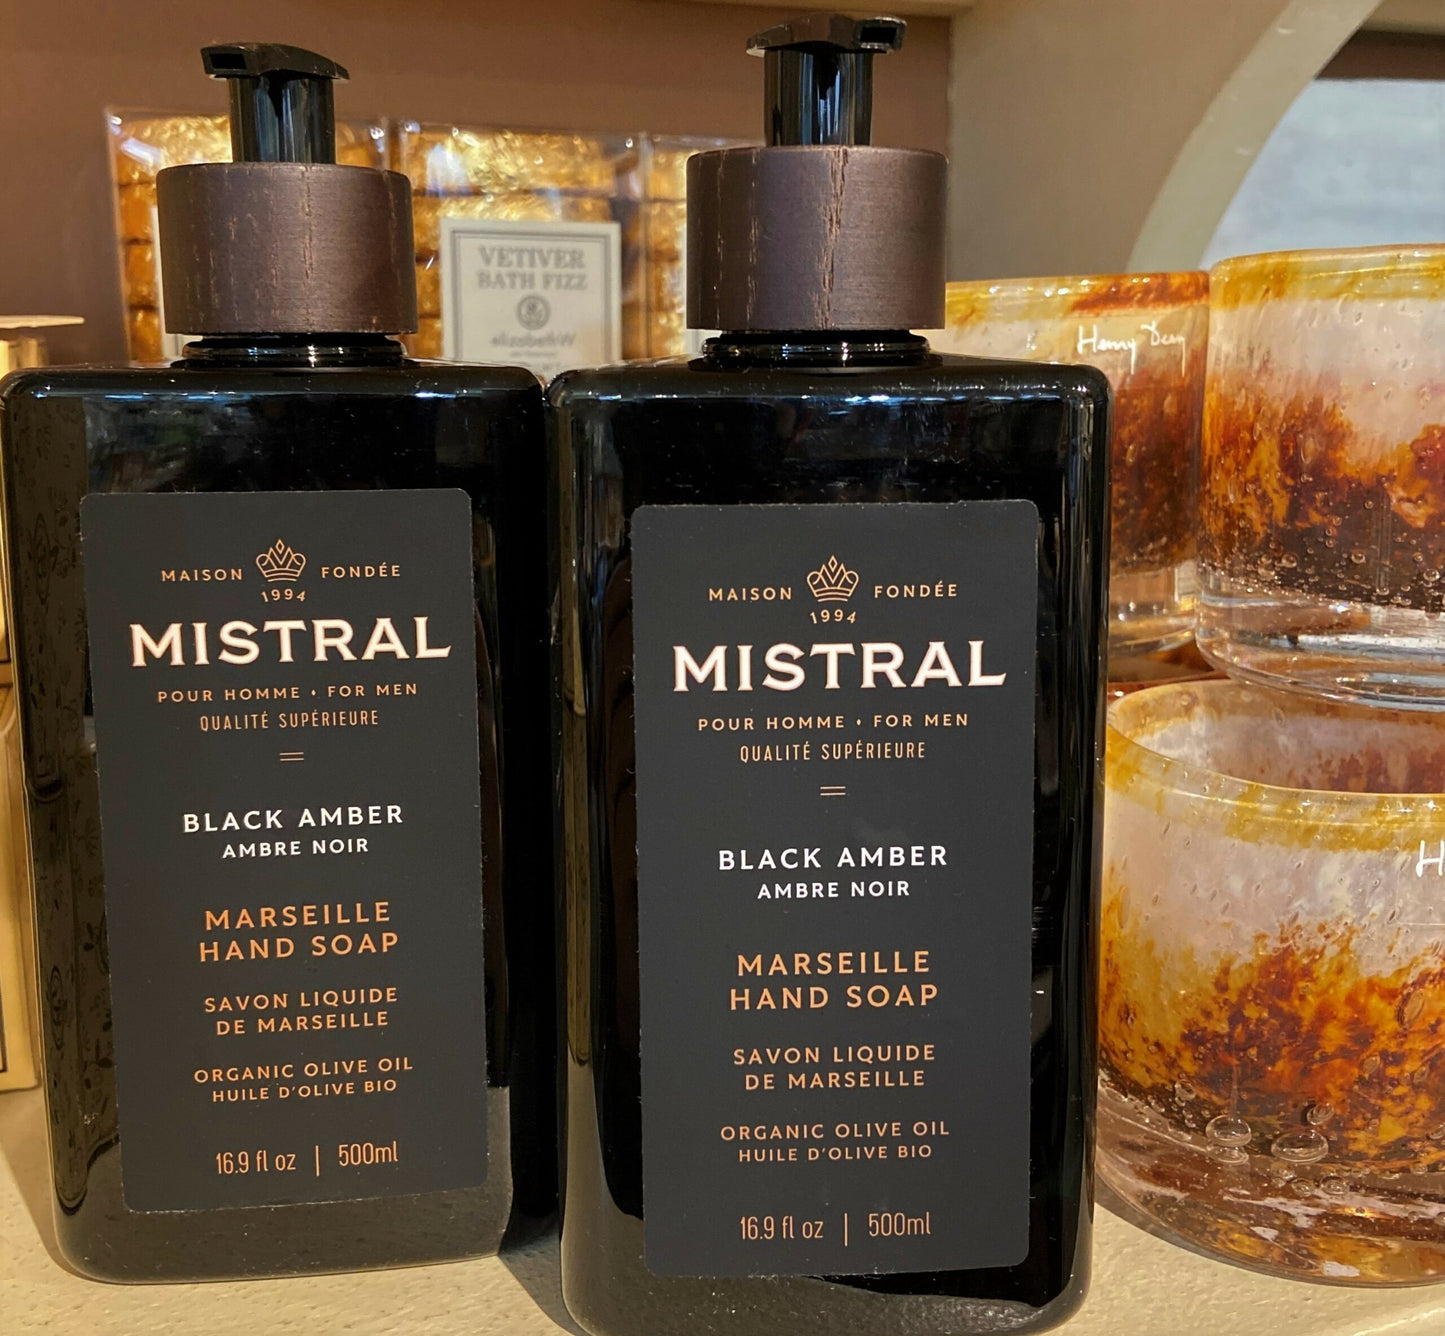 MAISON FONDÉE
1994
MISTRAL
POUR HOMME • FOR MEN
QUALITÉ SUPÉRIEURE
BLACK AMBER
AMBRE NOIR
MARSEILLE
HAND SOAP
SAVON LIQUIDE
DE MARSEILLE
ORGANIC OLIVE OIL
HUILE D'OLIVE BIO
16.9 fl oz | 500ml
MAISON FONDÉE
1994
MISTRAL
POUR HOMME • FOR MEN
QUALITÉ SUPÉRIEURE
BLACK AMBER
AMBRE NOIR
MARSEILLE
HAND SOAP
SAVON LIQUIDE
DE MARSEILLE
ORGANIC OLIVE OIL
HUILE D'OLIVE BIO
16.9 fl oz | 500ml
VETIVER
BATH FIZZ
elizabethW
Henry Dean
H